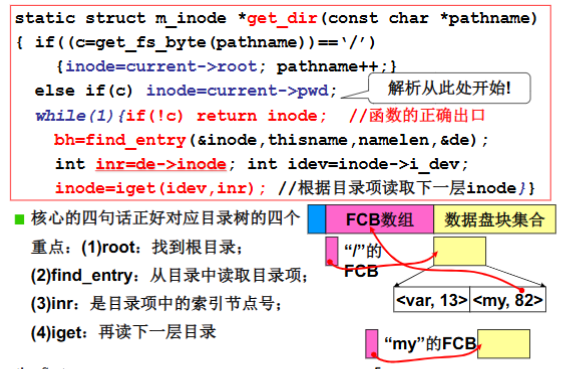 static struct m_inode *get_dir(const char *pathname)
{ if((c=get_fs_byte(pathname))=='/')
{inode=current->root; pathname++;}
else if(c) inode=current->pwd;
解析从此处开始!
while(1){if(!c) return inode; //函数的正确出口
bh=find_entry(&inode,thisname,namelen,&de);
int inr=de->inode; int idev=inode->i_dev;
inode=iget(idev,inr); //根据目录项读取下一层inode}}
核心的四句话正好对应目录树的四个
重点：(1)root：找到根目录；
(2)find_entry：从目录中读取目录项；
(3)inr：是目录项中的索引节点号；
(4)iget：再读下一层目录
FCB数组
数据盘块集合
“/”的
FCB
<var, 13>
<my, 82>
“my”的FCB